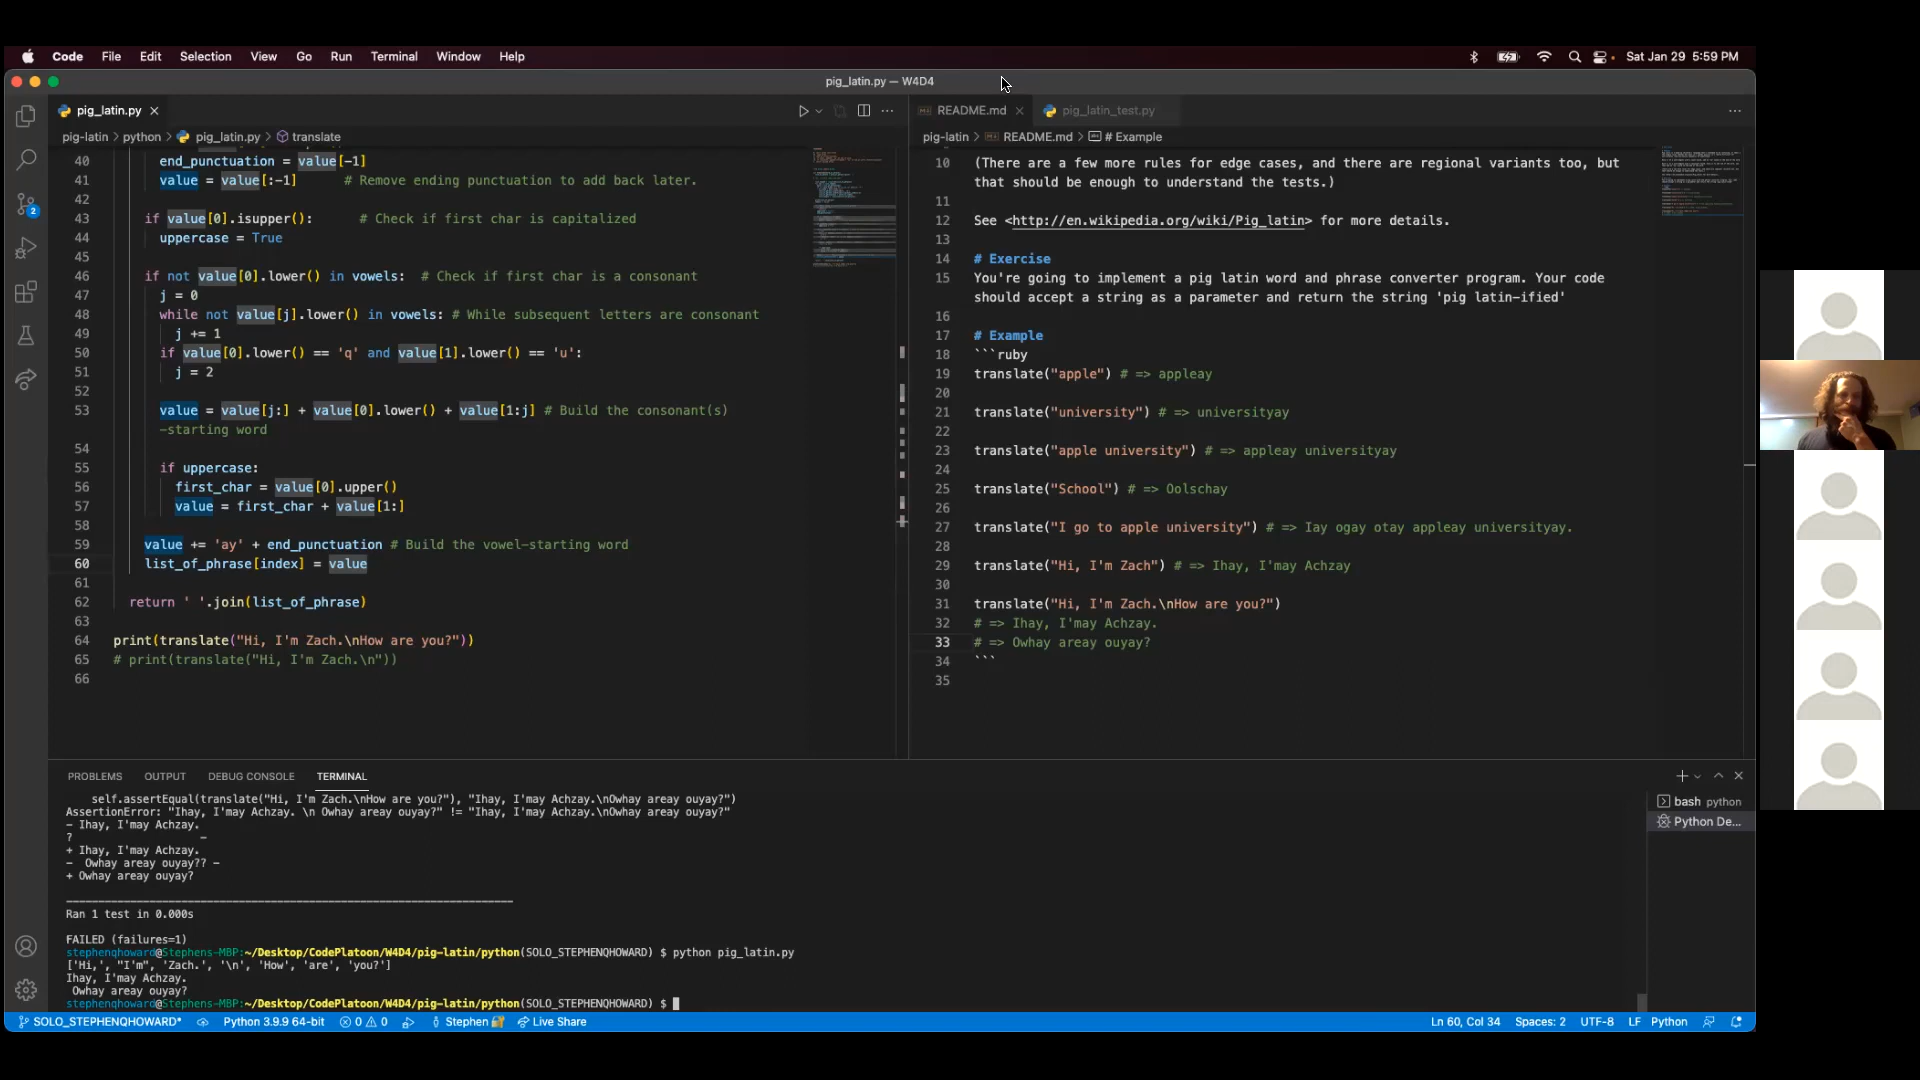 Code File Edit Selection View Go Run Terminal Window Help Sat Jan 29 5:59 PM
pig_latin.py — W4D4
pig_latin.py
README.md pig_latin_test.py
pig-latin > python > pig_latin.py > translate
pig-latin > README.md > # Example
40 end_punctuation = value[-1]
41 value = value[:-1] # Remove ending punctuation to add back later.
42
43 if value[0].isupper(): # Check if first char is capitalized
44 uppercase = True
45
46 if not value[0].lower() in vowels: # Check if first char is a consonant
47 j = 0
48 while not value[j].lower() in vowels: # While subsequent letters are consonant
49 j += 1
50 if value[0].lower() == 'q' and value[1].lower() == 'u':
51 j = 2
52
53 value = value[j:] + value[0].lower() + value[1:j] # Build the consonant(s)
-starting word
54
55 if uppercase:
56 first_char = value[0].upper()
57 value = first_char + value[1:]
58
59 value += 'ay' + end_punctuation # Build the vowel-starting word
60 list_of_phrase[index] = value
61
62 return ' '.join(list_of_phrase)
63
64 print(translate("Hi, I'm Zach.\nHow are you?"))
65 # print(translate("Hi, I'm Zach.\n"))
66
10 (There are a few more rules for edge cases, and there are regional variants too, but
that should be enough to understand the tests.)
11
12 See <http://en.wikipedia.org/wiki/Pig_latin> for more details.
13
14 # Exercise
15 You're going to implement a pig latin word and phrase converter program. Your code
should accept a string as a parameter and return the string 'pig latin-ified'
16
17 # Example
18 ```ruby
19 translate("apple") # => appleay
20
21 translate("university") # => universityay
22
23 translate("apple university") # => appleay universityay
24
25 translate("School") # => Oolschay
26
27 translate("I go to apple university") # => Iay ogay otay appleay universityay.
28
29 translate("Hi, I'm Zach") # => Ihay, I'may Achzay
30
31 translate("Hi, I'm Zach.\nHow are you?")
32 # => Ihay, I'may Achzay.
33 # => Owhay areay ouyay?
34 ```
35
PROBLEMS OUTPUT DEBUG CONSOLE TERMINAL
self.assertEqual(translate("Hi, I'm Zach.\nHow are you?"), "Ihay, I'may Achzay.\nOwhay areay ouyay?")
AssertionError: "Ihay, I'may Achzay. \n Owhay areay ouyay?" != "Ihay, I'may Achzay.\nOwhay areay ouyay?"
- Ihay, I'may Achzay.
? -
+ Ihay, I'may Achzay.
-  Owhay areay ouyay?? -
+ Owhay areay ouyay?
Ran 1 test in 0.000s
FAILED (failures=1)
stephenqhoward@Stephens-MBP:~/Desktop/CodePlatoon/W4D4/pig-latin/python(SOLO_STEPHENQHOWARD) $ python pig_latin.py
['Hi,', "I'm", 'Zach.', '\n', 'How', 'are', 'you?']
Ihay, I'may Achzay.
Owhay areay ouyay?
stephenqhoward@Stephens-MBP:~/Desktop/CodePlatoon/W4D4/pig-latin/python(SOLO_STEPHENQHOWARD) $
bash python
Python De...
2
SOLO_STEPHENQHOWARD* Python 3.9.9 64-bit 0 0 Stephen Live Share Ln 60, Col 34 Spaces: 2 UTF-8 LF Python